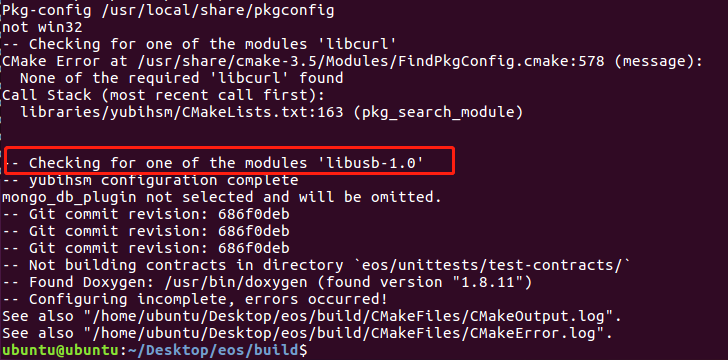 Pkg-config /usr/local/share/pkgconfig
not win32
-- Checking for one of the modules 'libcurl'
CMake Error at /usr/share/cmake-3.5/Modules/FindPkgConfig.cmake:578 (message):
  None of the required 'libcurl' found
Call Stack (most recent call first):
  libraries/yubihsm/CMakeLists.txt:163 (pkg_search_module)
-- Checking for one of the modules 'libusb-1.0'
-- yubihsm configuration complete
mongo_db_plugin not selected and will be omitted.
-- Git commit revision: 686f0deb
-- Git commit revision: 686f0deb
-- Git commit revision: 686f0deb
-- Not building contracts in directory `eos/unittests/test-contracts/`
-- Found Doxygen: /usr/bin/doxygen (found version "1.8.11")
-- Configuring incomplete, errors occurred!
See also "/home/ubuntu/Desktop/eos/build/CMakeFiles/CMakeOutput.log".
See also "/home/ubuntu/Desktop/eos/build/CMakeFiles/CMakeError.log".
ubuntu@ubuntu:~/Desktop/eos/build$